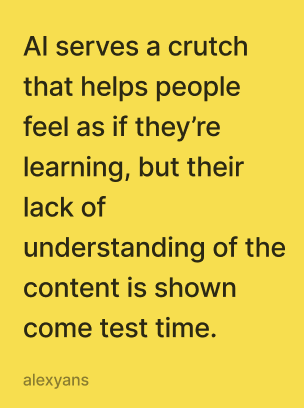 AI serves a crutch
that helps people
feel as if they’re
learning, but their
lack of
understanding of the
content is shown
come test time.
alexyans